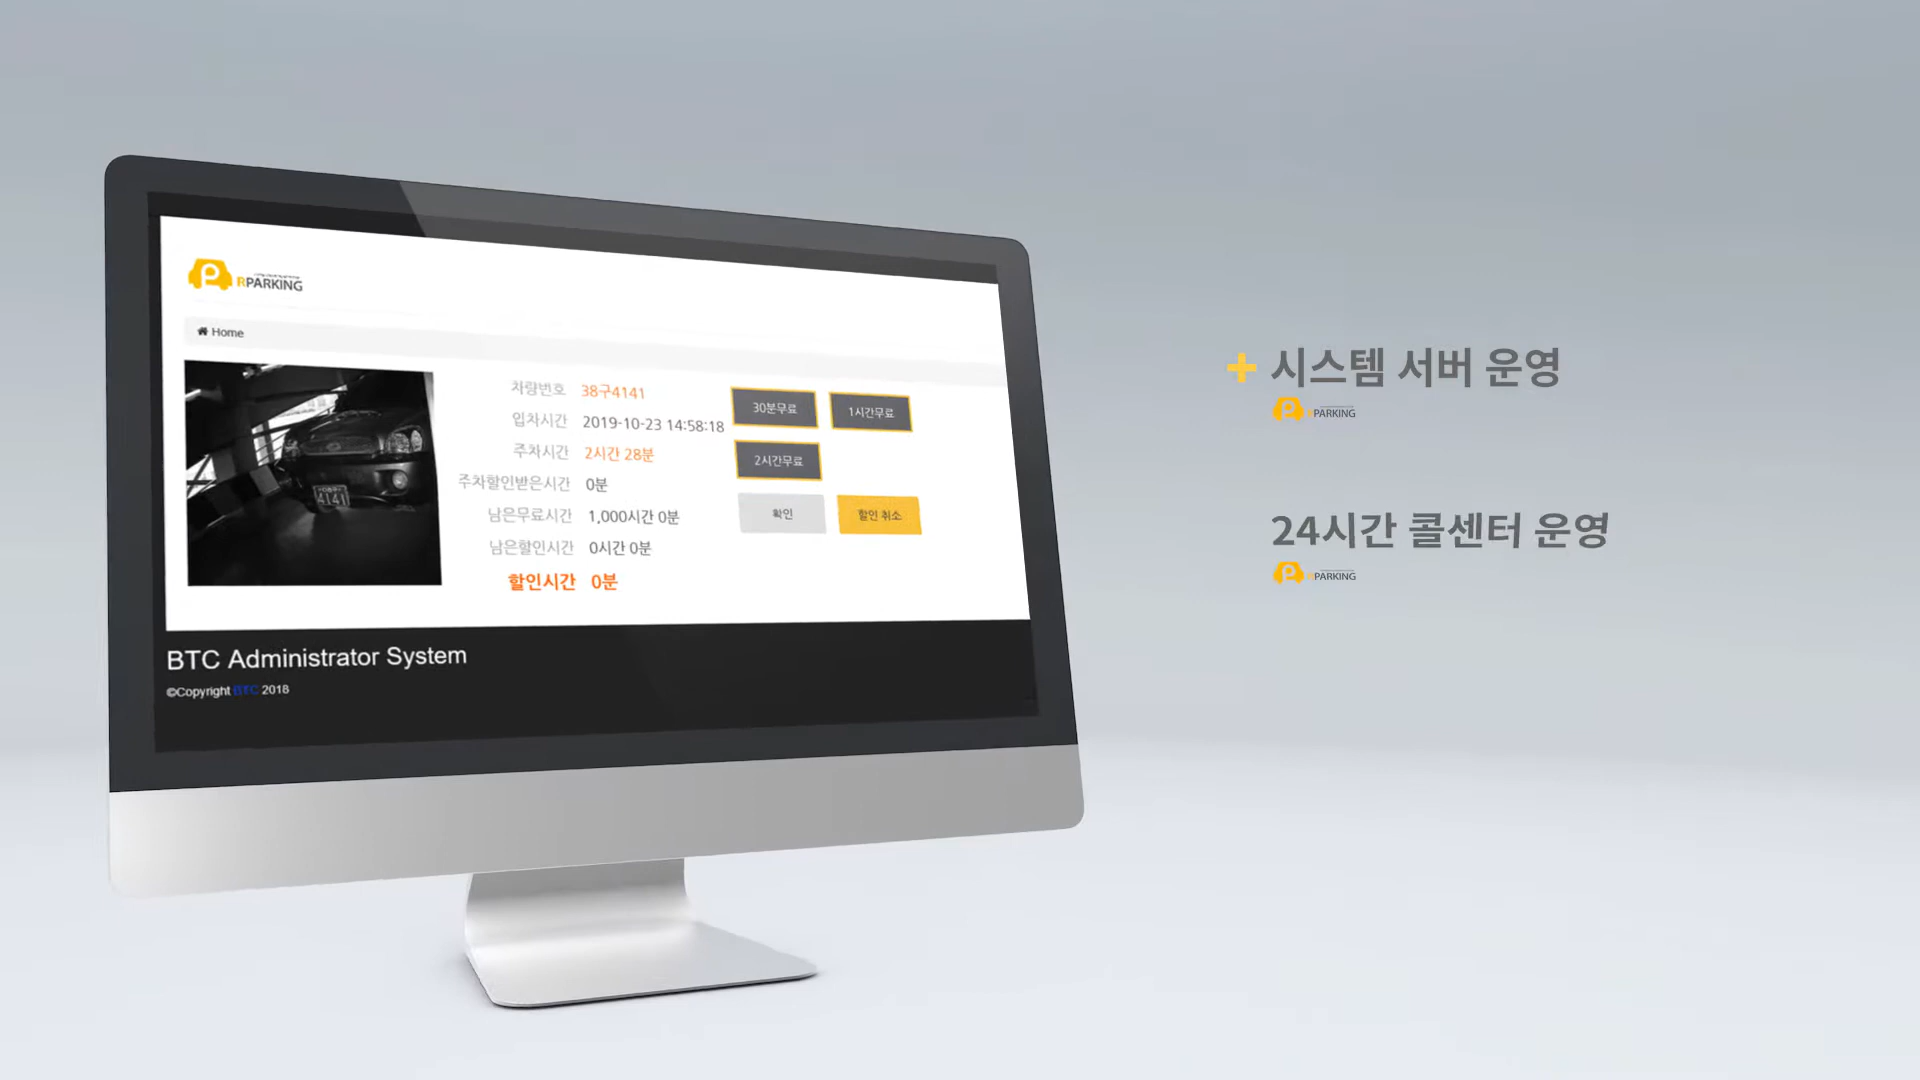 RPARKING
Home
차량번호 38구4141
입차시간 2019-10-23 14:58:18
주차시간 2시간 28분
주차할인받은시간 0분
남은무료시간 1,000시간 0분
남은할인시간 0시간 0분
할인시간 0분
30분무료 1시간무료
2시간무료
확인 할인 취소
4141
BTC Administrator System
©Copyright BTC 2018
+ 시스템 서버 운영
RPARKING
24시간 콜센터 운영
RPARKING